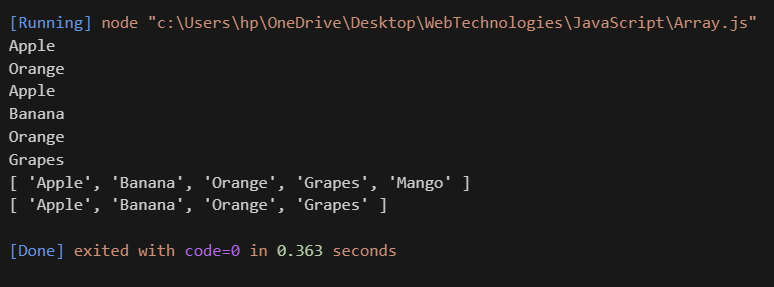 [Running] node "c:\Users\hp\OneDrive\Desktop\WebTechnologies\JavaScript\Array.js"
Apple
Orange
Apple
Banana
Orange
Grapes
[ 'Apple', 'Banana', 'Orange', 'Grapes', 'Mango' ]
[ 'Apple', 'Banana', 'Orange', 'Grapes' ]
[Done] exited with code=0 in 0.363 seconds